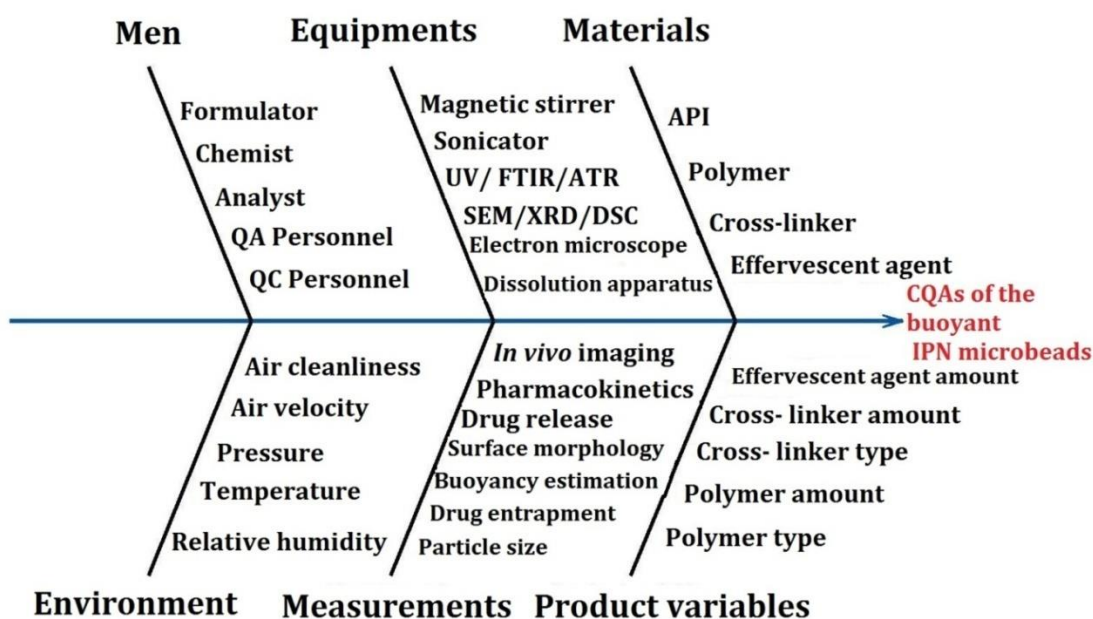 Men
Equipments
Materials
Formulator
Chemist
Analyst
QA Personnel
QC Personnel
Magnetic stirrer
Sonicator
UV/ FTIR/ATR
SEM/XRD/DSC
Electron microscope
Dissolution apparatus
API
Polymer
Cross-linker
Effervescent agent
CQAs of the
buoyant
IPN microbeads
Air cleanliness
Air velocity
Pressure
Temperature
Relative humidity
In vivo imaging
Pharmacokinetics
Drug release
Surface morphology
Buoyancy estimation
Drug entrapment
Particle size
Effervescent agent amount
Cross- linker amount
Cross- linker type
Polymer amount
Polymer type
Environment
Measurements
Product variables